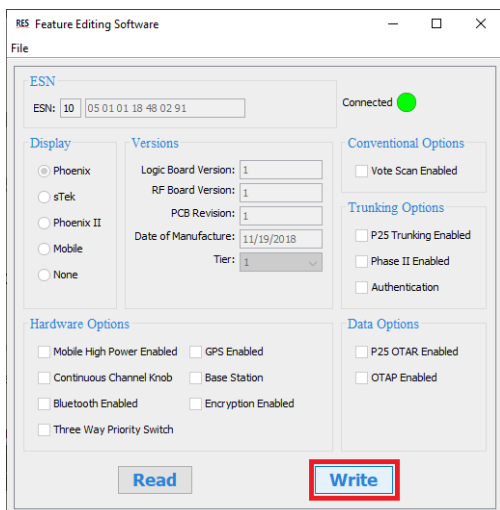 RES Feature Editing Software
File
ESN
ESN: 10 05 01 01 18 48 02 91
Connected
Display
Phoenix
sTek
Phoenix II
Mobile
None
Versions
Logic Board Version: 1
RF Board Version: 1
PCB Revision: 1
Date of Manufacture: 11/19/2018
Tier: 1
Conventional Options
Vote Scan Enabled
Trunking Options
P25 Trunking Enabled
Phase II Enabled
Authentication
Hardware Options
Mobile High Power Enabled GPS Enabled
Continuous Channel Knob Base Station
Bluetooth Enabled Encryption Enabled
Three Way Priority Switch
Data Options
P25 OTAR Enabled
OTAP Enabled
Read Write